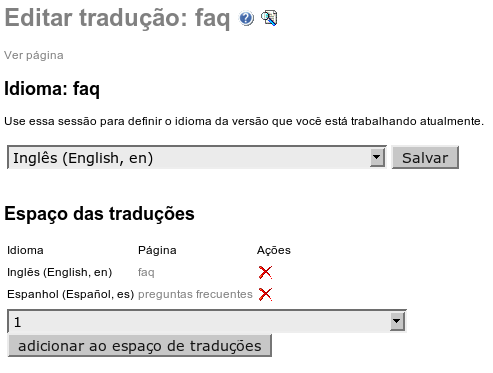 Editar tradução: faq
Ver página
Idioma: faq
Use essa sessão para definir o idioma da versão que você está trabalhando atualmente.
Inglês (English, en) Salvar
Espaço das traduções
Idioma Página Ações
Inglês (English, en) faq
Espanhol (Español, es) preguntas frecuentes
1
adicionar ao espaço de traduções